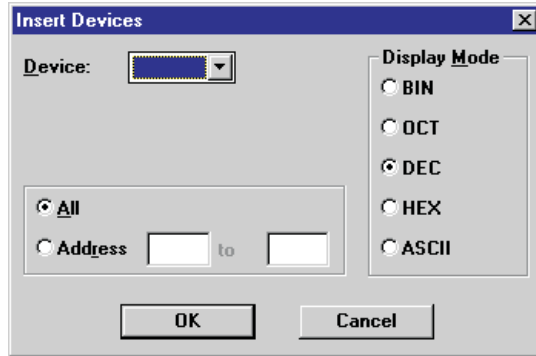 Insert Devices
Device:
Display Mode
BIN
OCT
DEC
HEX
ASCII
All
Address to
OK Cancel